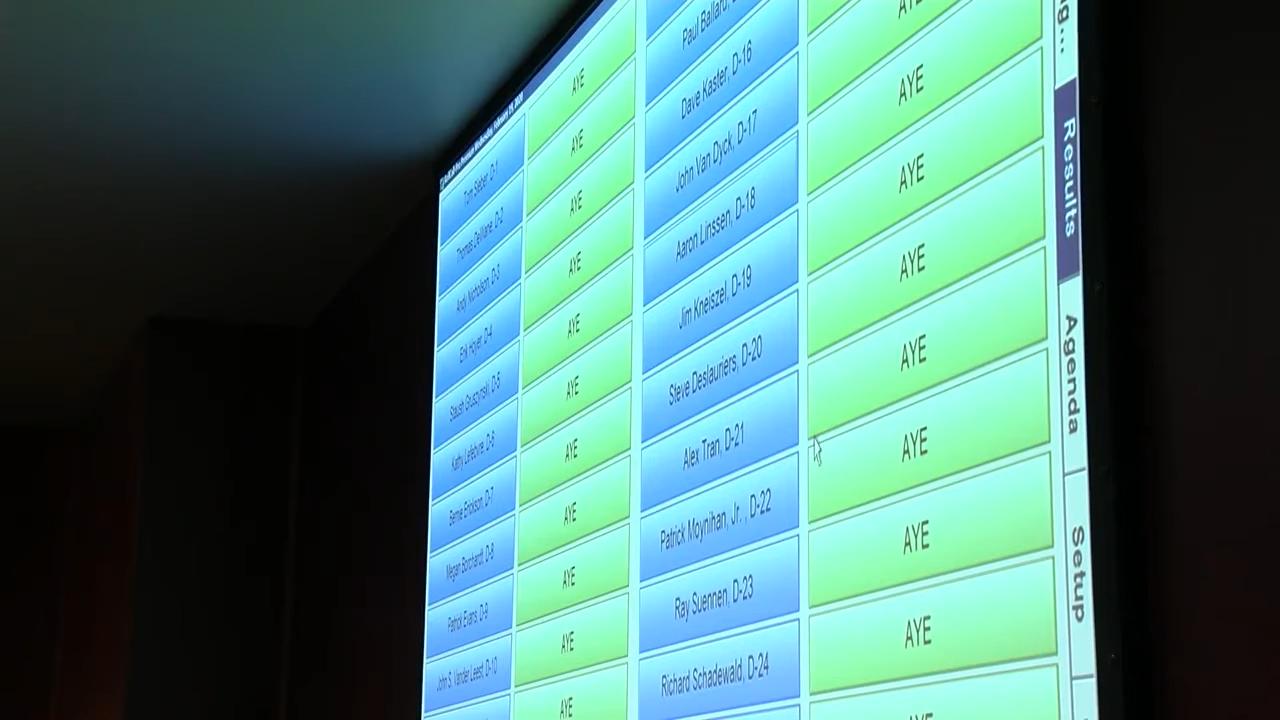 Tom Sieber, D-1
AYE
Thomas DeWane, D-2
AYE
Andy Nicholson, D-3
AYE
Erik Hoyer, D-4
AYE
Staush Gruszynski, D-5
AYE
Kathy Lefebvre, D-6
AYE
Bernie Erickson, D-7
AYE
Megan Borchardt, D-8
AYE
Patrick Evans, D-9
AYE
John S. Vander Leest, D-10
AYE
AYE
Paul Ballard,
AYE
Dave Kaster, D-16
AYE
John Van Dyck, D-17
AYE
Aaron Linssen, D-18
AYE
Jim Kneiszel, D-19
AYE
Steve Deslauriers, D-20
AYE
Alex Tran, D-21
AYE
Patrick Moynihan, Jr. , D-22
AYE
Ray Suennen, D-23
Richard Schadewald, D-24
g...
Results
Agenda
Setup